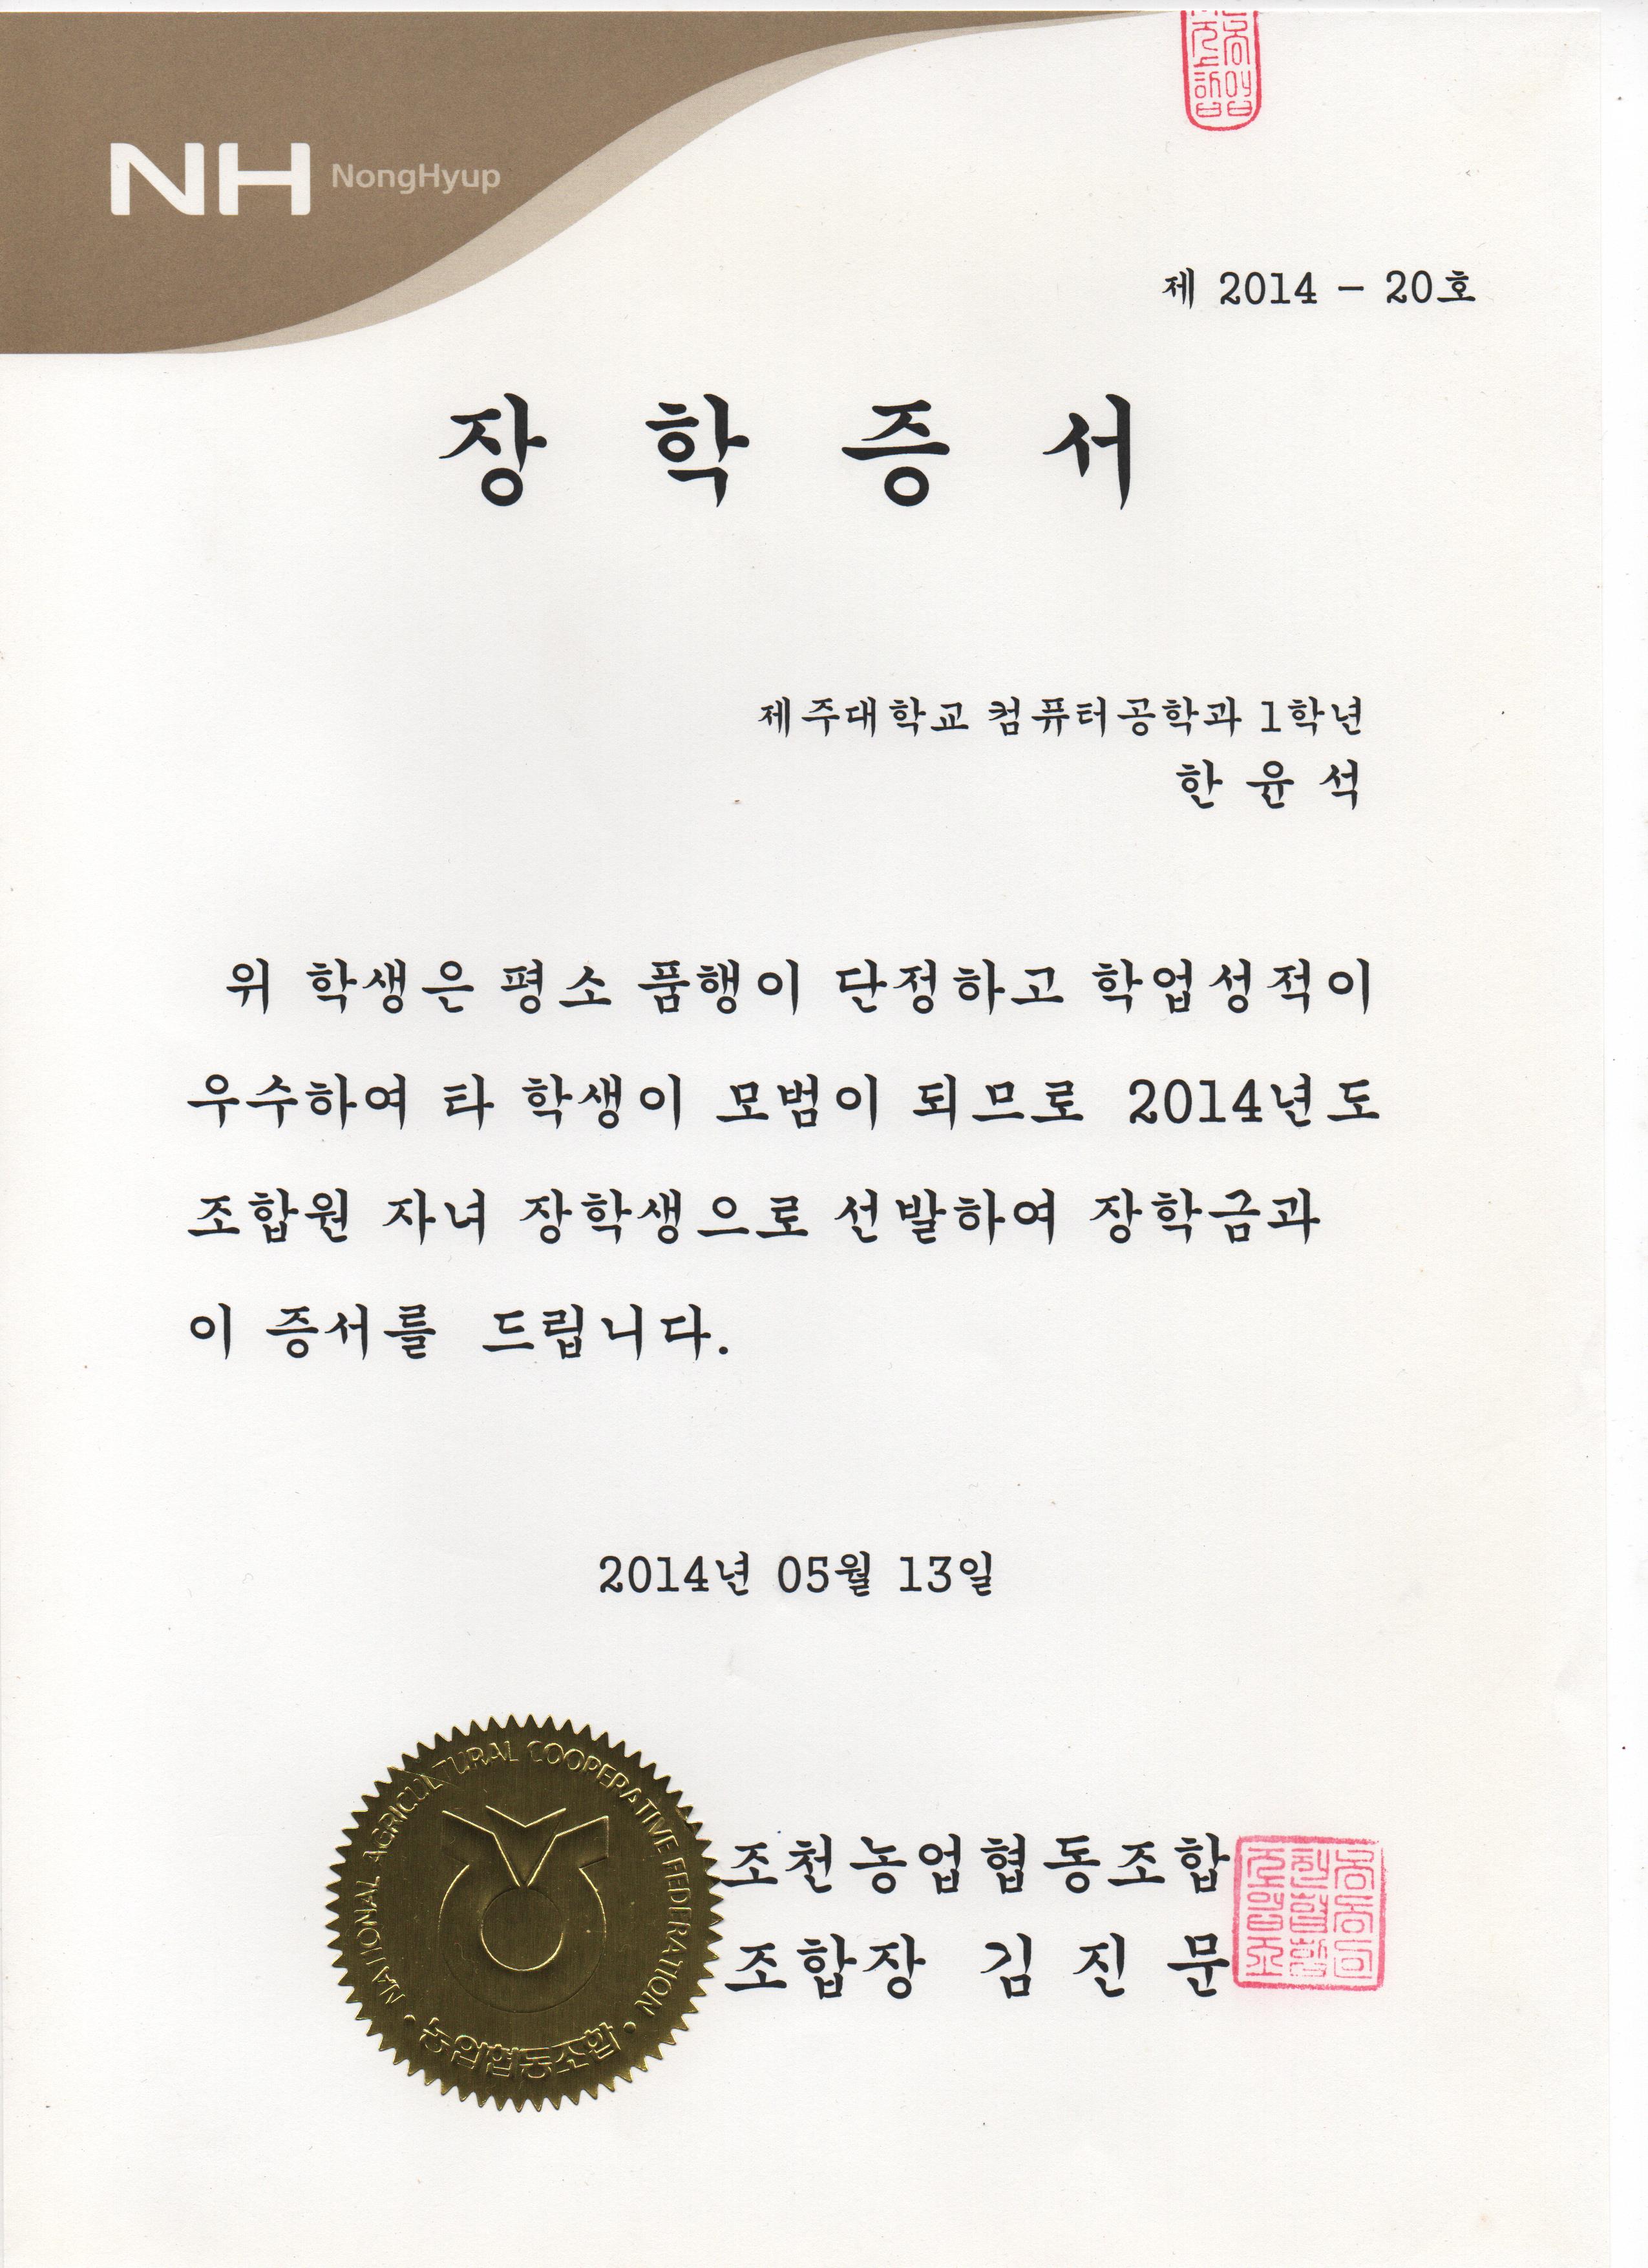 NH NongHyup
제 2014 - 20호
장 학 증 서
제주대학교 컴퓨터공학과 1학년
한 윤 석
위 학생은 평소 품행이 단정하고 학업성적이
우수하여 타 학생이 모범이 되므로 2014년도
조합원 자녀 장학생으로 선발하여 장학금과
이 증서를 드립니다.
2014년 05월 13일
NATIONAL AGRICULTURAL COOPERATIVE FEDERATION
농업협동조합
조천농업협동조합
조합장 김 진 문